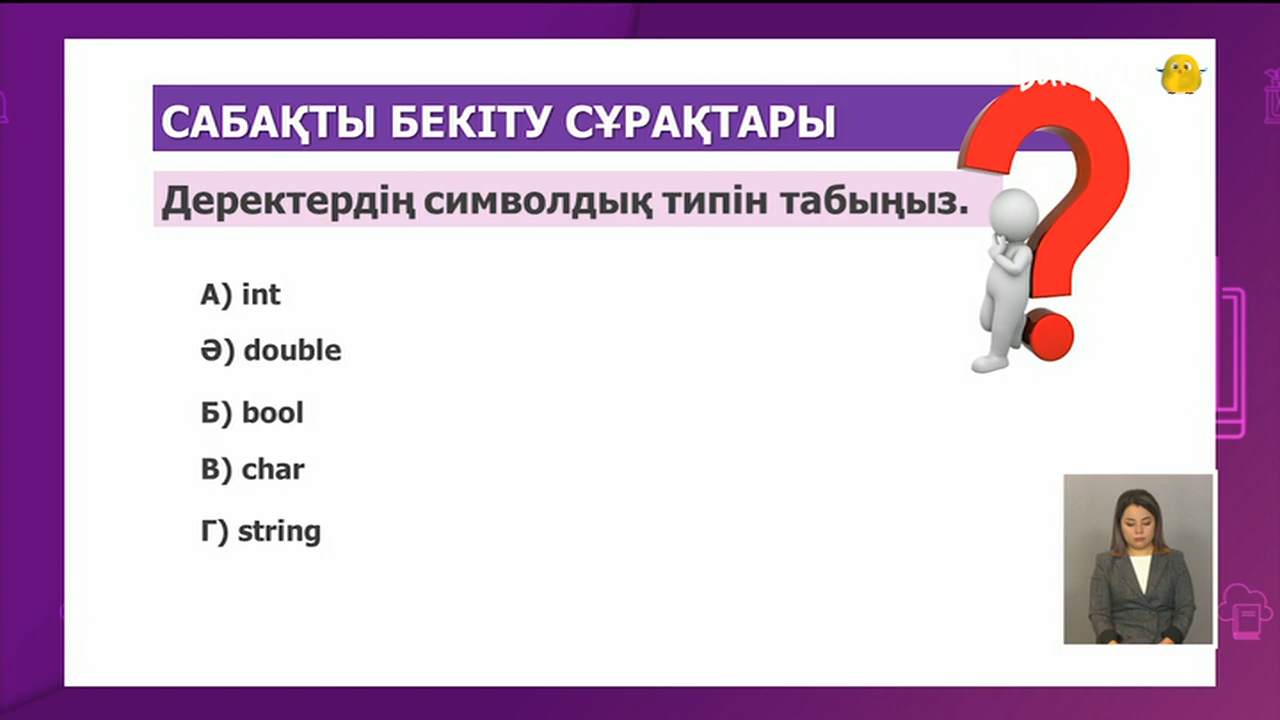 САБАҚТЫ БЕКІТУ СҰРАҚТАРЫ
Деректердің символдық типін табыңыз.
А) int
Ә) double
Б) bool
В) char
Г) string